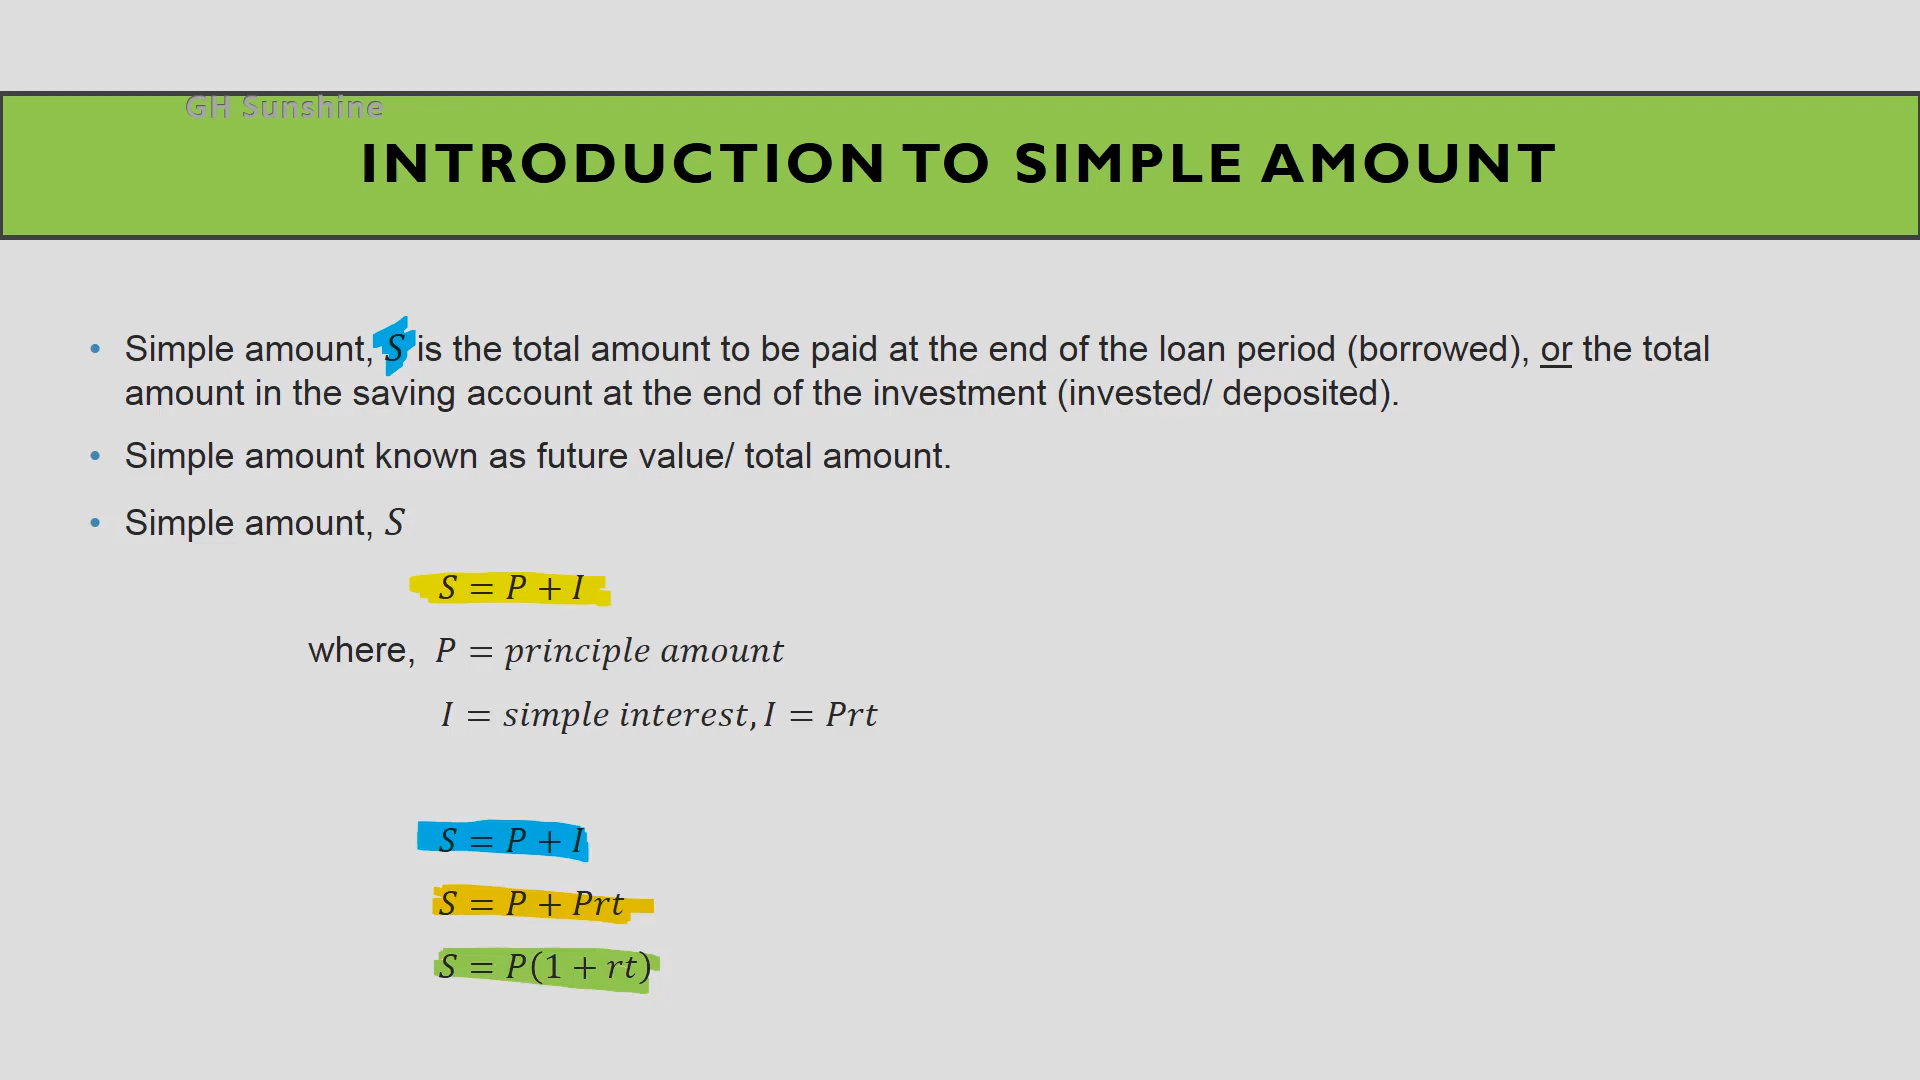 GH Sunshine
INTRODUCTION TO SIMPLE AMOUNT
• Simple amount, S is the total amount to be paid at the end of the loan period (borrowed), or the total
amount in the saving account at the end of the investment (invested/ deposited).
• Simple amount known as future value/ total amount.
• Simple amount, S
S = P + I
where, P = principle amount
I = simple interest, I = Prt
S = P + I
S = P + Prt
S = P(1 + rt)